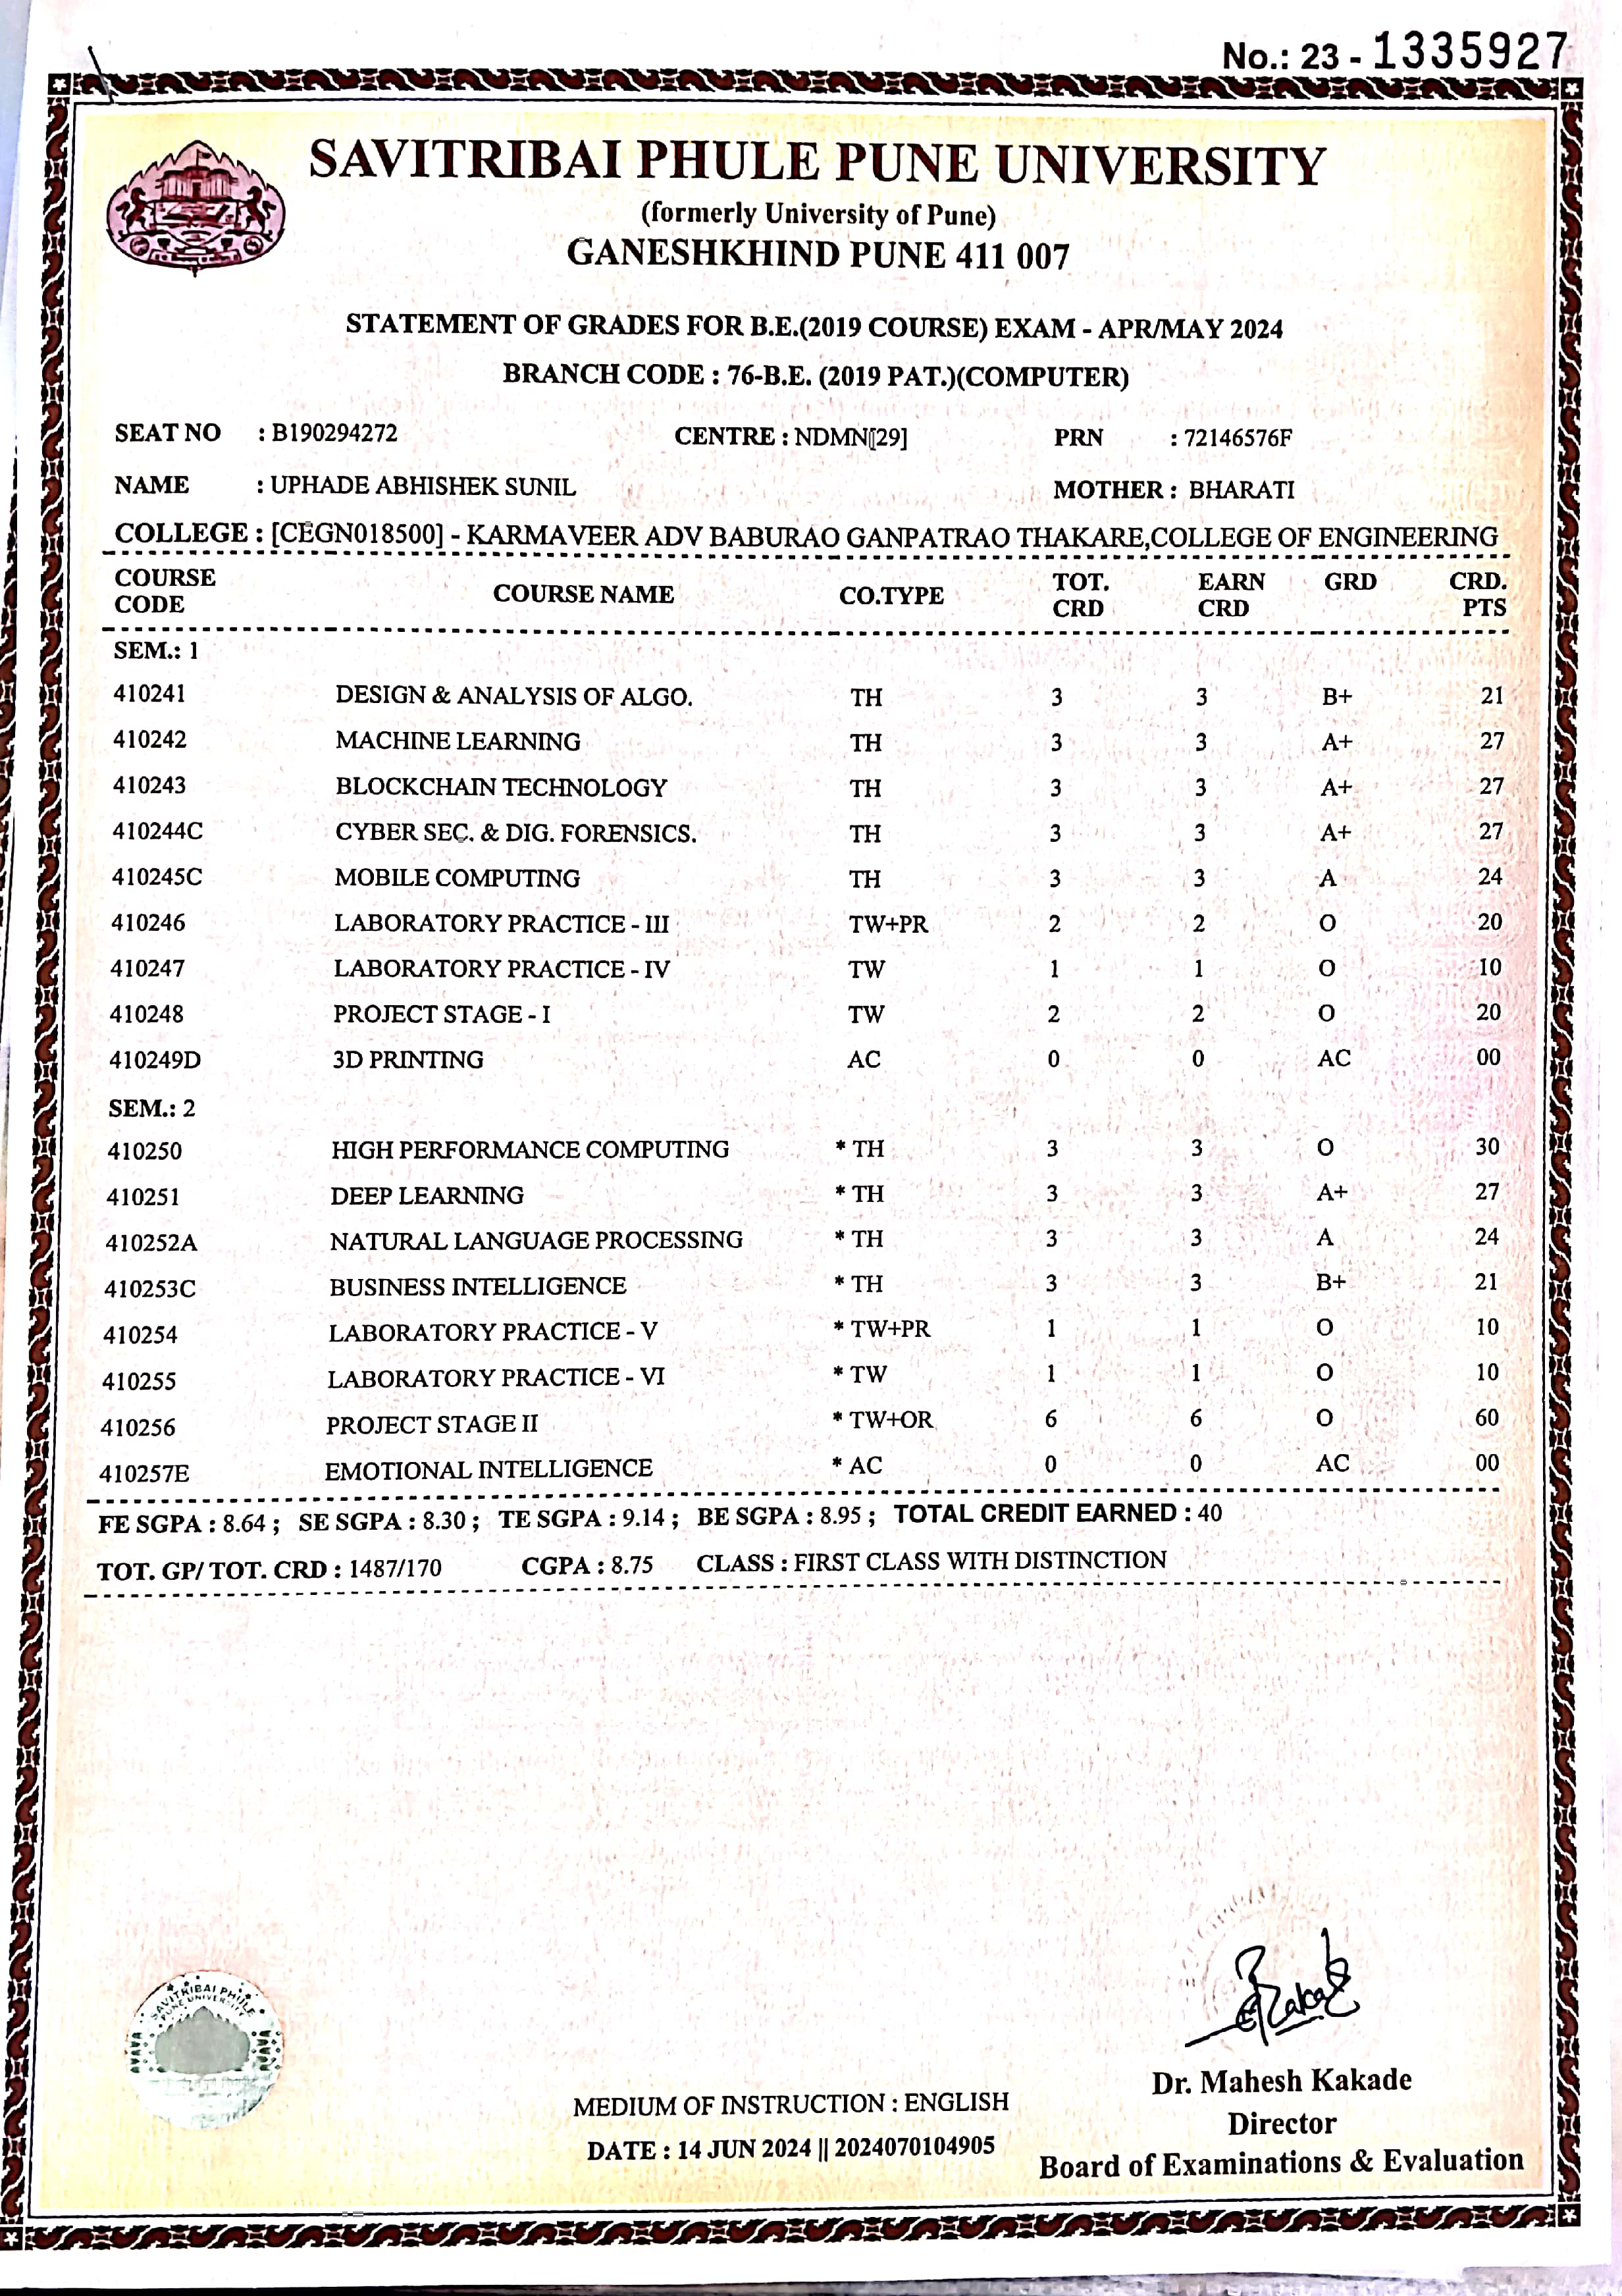 No.: 23 - 1335927
SAVITRIBAI PHULE PUNE UNIVERSITY
(formerly University of Pune)
GANESHKHIND PUNE 411 007
STATEMENT OF GRADES FOR B.E.(2019 COURSE) EXAM - APR/MAY 2024
BRANCH CODE : 76-B.E. (2019 PAT.)(COMPUTER)
SEAT NO : B190294272 CENTRE : NDMN[29] PRN : 72146576F
NAME : UPHADE ABHISHEK SUNIL MOTHER : BHARATI
COLLEGE : [CEGN018500] - KARMAVEER ADV BABURAO GANPATRAO THAKARE,COLLEGE OF ENGINEERING
COURSE CODE COURSE NAME CO.TYPE TOT. CRD EARN CRD GRD CRD. PTS
SEM.: 1
410241 DESIGN & ANALYSIS OF ALGO. TH 3 3 B+ 21
410242 MACHINE LEARNING TH 3 3 A+ 27
410243 BLOCKCHAIN TECHNOLOGY TH 3 3 A+ 27
410244C CYBER SEC. & DIG. FORENSICS. TH 3 3 A+ 27
410245C MOBILE COMPUTING TH 3 3 A 24
410246 LABORATORY PRACTICE - III TW+PR 2 2 O 20
410247 LABORATORY PRACTICE - IV TW 1 1 O 10
410248 PROJECT STAGE - I TW 2 2 O 20
410249D 3D PRINTING AC 0 0 AC 00
SEM.: 2
410250 HIGH PERFORMANCE COMPUTING * TH 3 3 O 30
410251 DEEP LEARNING * TH 3 3 A+ 27
410252A NATURAL LANGUAGE PROCESSING * TH 3 3 A 24
410253C BUSINESS INTELLIGENCE * TH 3 3 B+ 21
410254 LABORATORY PRACTICE - V * TW+PR 1 1 O 10
410255 LABORATORY PRACTICE - VI * TW 1 1 O 10
410256 PROJECT STAGE II * TW+OR 6 6 O 60
410257E EMOTIONAL INTELLIGENCE * AC 0 0 AC 00
FE SGPA : 8.64 ; SE SGPA : 8.30 ; TE SGPA : 9.14 ; BE SGPA : 8.95 ; TOTAL CREDIT EARNED : 40
TOT. GP/ TOT. CRD : 1487/170 CGPA : 8.75 CLASS : FIRST CLASS WITH DISTINCTION
SAVITRIBAI PHULE
PUNE UNIVERSITY
Dr. Mahesh Kakade
MEDIUM OF INSTRUCTION : ENGLISH
Director
DATE : 14 JUN 2024 || 2024070104905
Board of Examinations & Evaluation